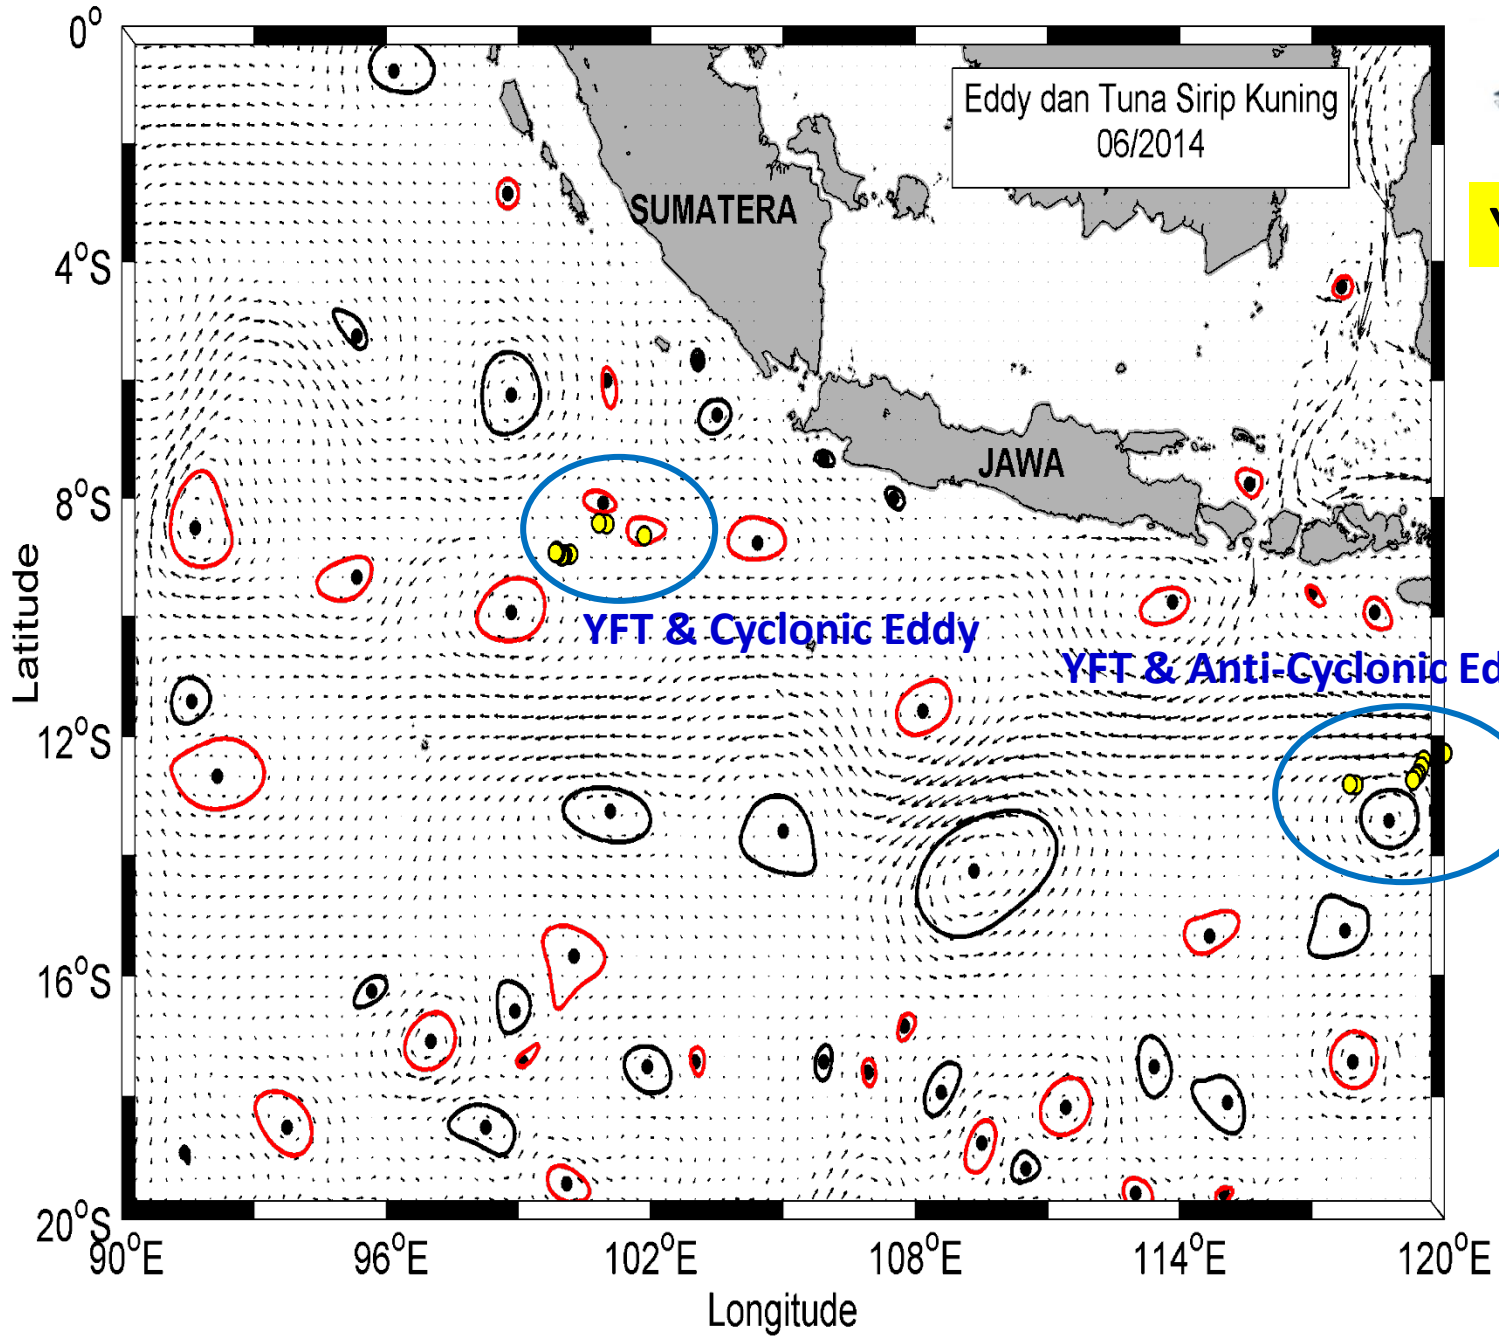 0°
Eddy dan Tuna Sirip Kuning
06/2014
SUMATERA
4°S
JAWA
8°S
YFT & Cyclonic Eddy
YFT & Anti-Cyclonic Ed
12°S
16°S
20°S
90°E 96°E 102°E 108°E 114°E 120°E
Longitude
Latitude